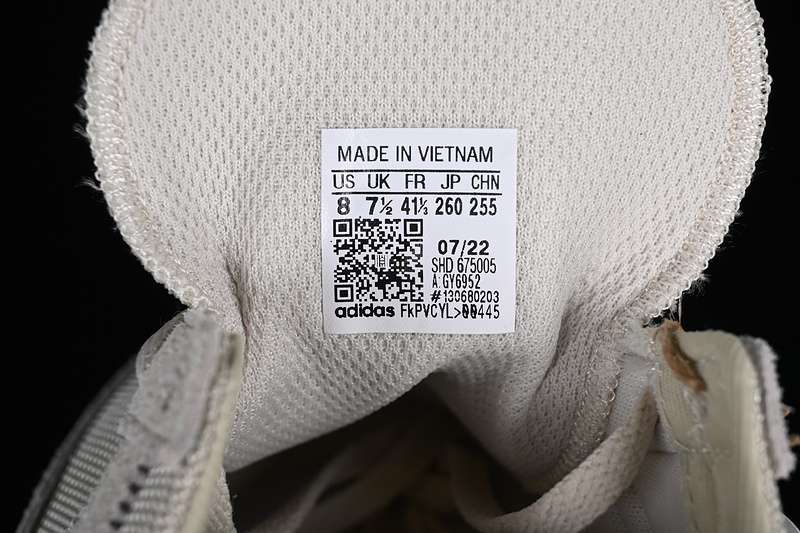 MADE IN VIETNAM
US UK FR JP CHN
8 7½ 41⅓ 260 255
07/22
SHD 675005
A:GY6952
#130680203
adidas FkPVCYL>00445